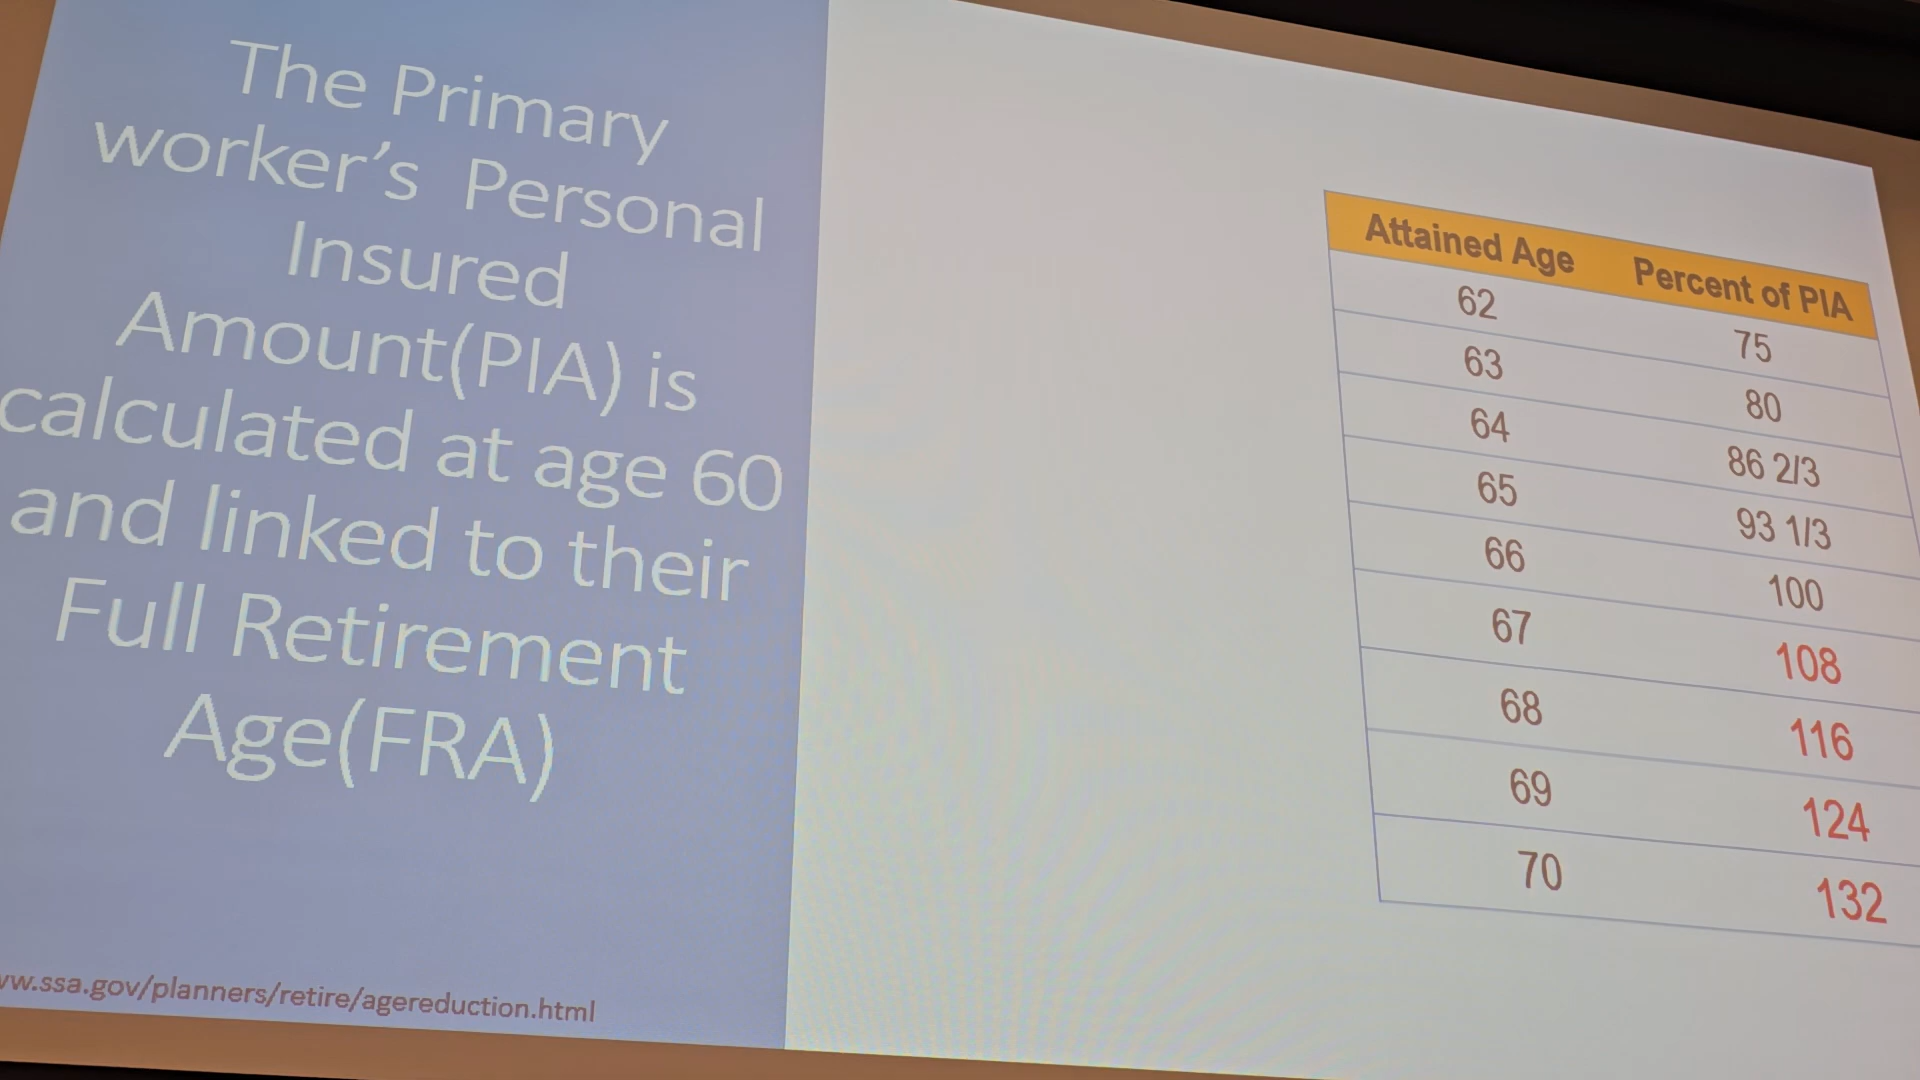 The Primary
worker's Personal
Insured
Amount(PIA) is
calculated at age 60
and linked to their
Full Retirement
Age(FRA)
vw.ssa.gov/planners/retire/agereduction.html
Attained Age Percent of PIA
62 75
63 80
64 86 2/3
65 93 1/3
66 100
67 108
68 116
69 124
70 132